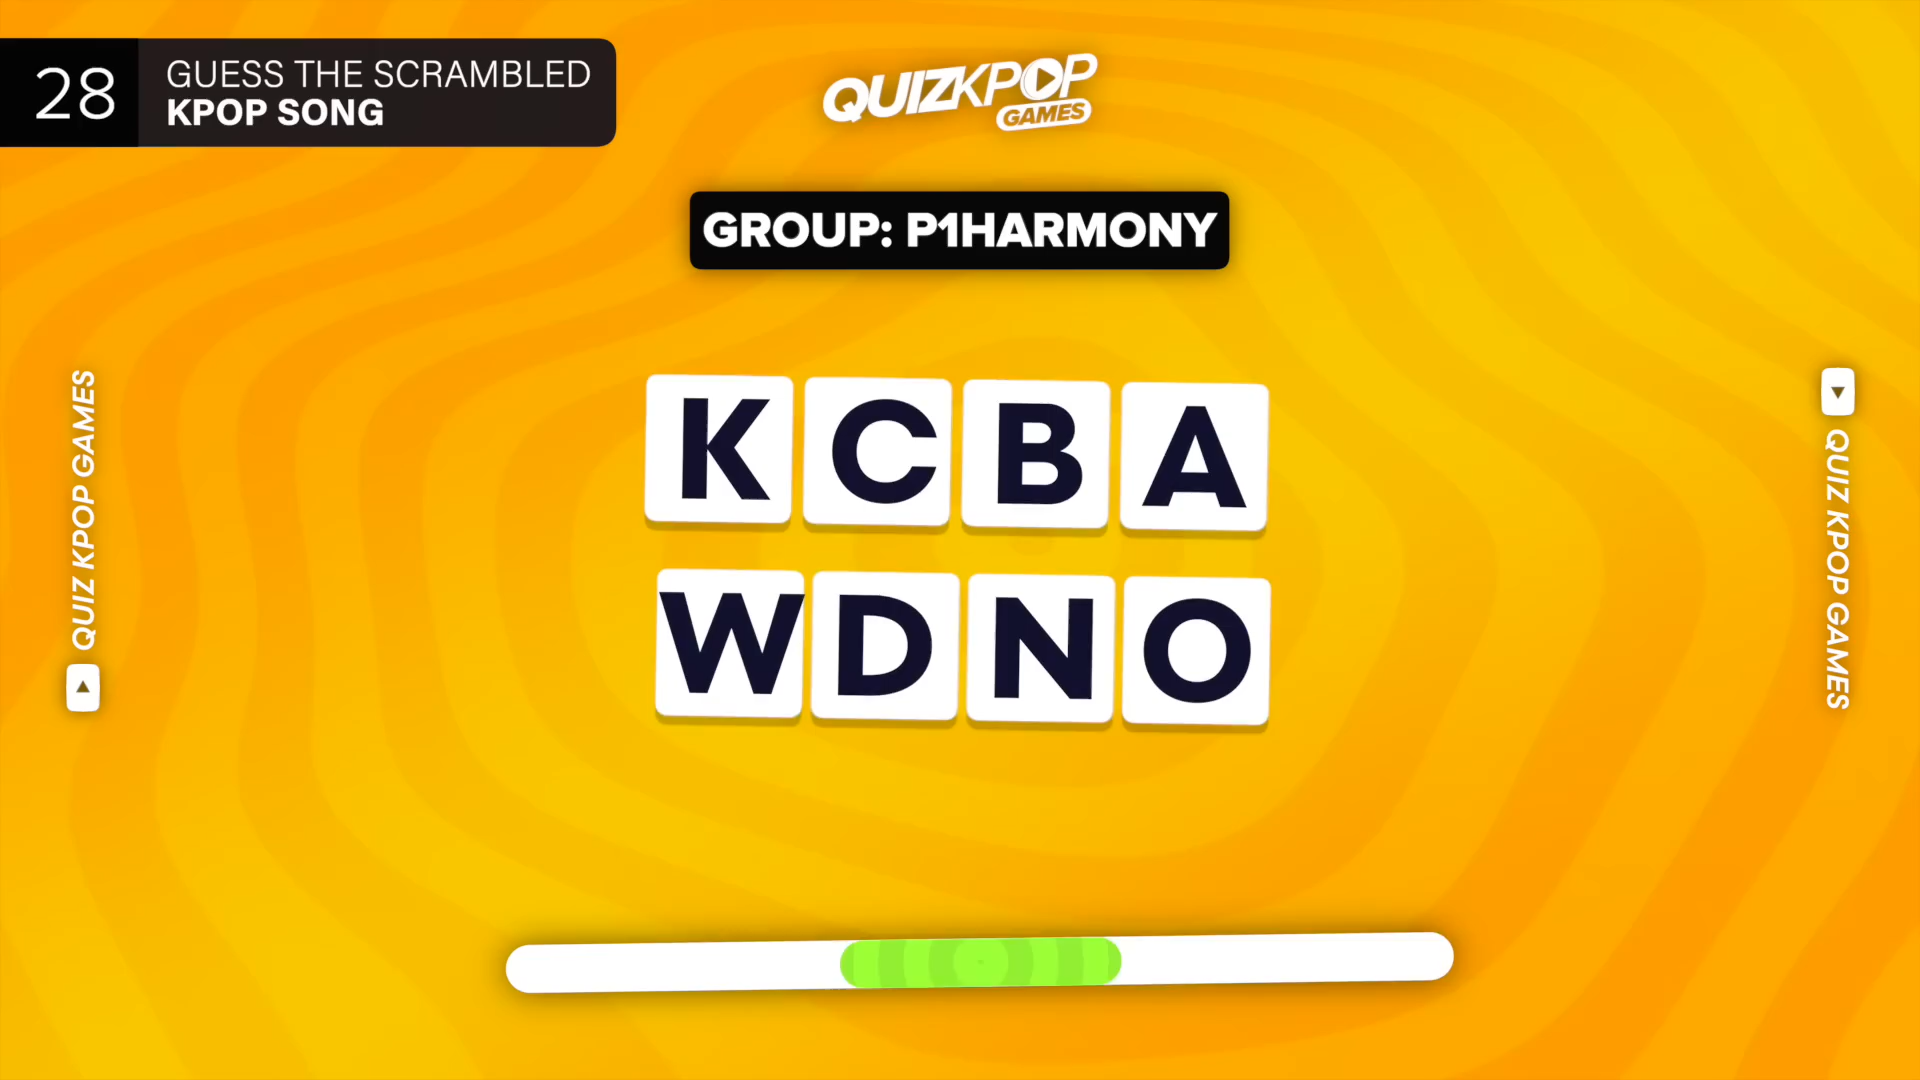 28
GUESS THE SCRAMBLED
KPOP SONG
QUIZKPOP
GAMES
GROUP: P1HARMONY
KCBA
WDNO
QUIZ KPOP GAMES
QUIZ KPOP GAMES